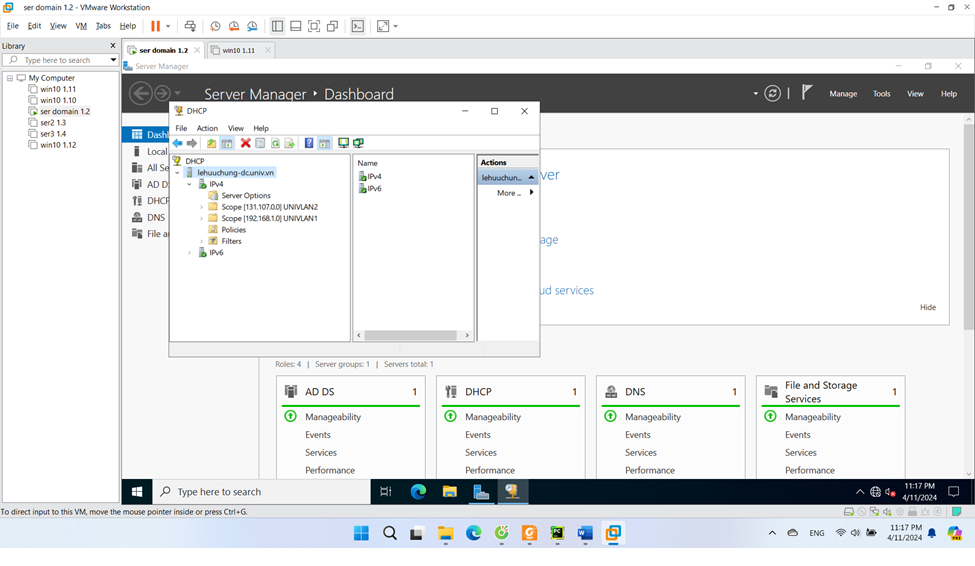 ser domain 1.2 - VMware Workstation
File Edit View VM Tabs Help
Library
Type here to search
My Computer
win10 1.11
win10 1.10
ser domain 1.2
ser2 1.3
ser3 1.4
win10 1.12
ser domain 1.2
win10 1.11
Server Manager
Server Manager Dashboard
Manage Tools View Help
Dashl
Local
All Se
AD D
DHCP
DNS
File ar
DHCP
File Action View Help
DHCP
lehuuchung-dc.univ.vn
IPv4
Server Options
Scope [131.107.0.0] UNIVLAN2
Scope [192.168.1.0] UNIVLAN1
Policies
Filters
IPv6
Name
IPv4
IPv6
Actions
lehuuchun...
More ...
ver
age
ud services
Hide
Roles: 4 | Server groups: 1 | Servers total: 1
AD DS 1
Manageability
Events
Services
Performance
DHCP 1
Manageability
Events
Services
Performance
DNS 1
Manageability
Events
Services
Performance
File and Storage
Services 1
Manageability
Events
Services
Performance
Type here to search
11:17 PM
4/11/2024
To direct input to this VM, move the mouse pointer inside or press Ctrl+G.
ENG
11:17 PM
4/11/2024